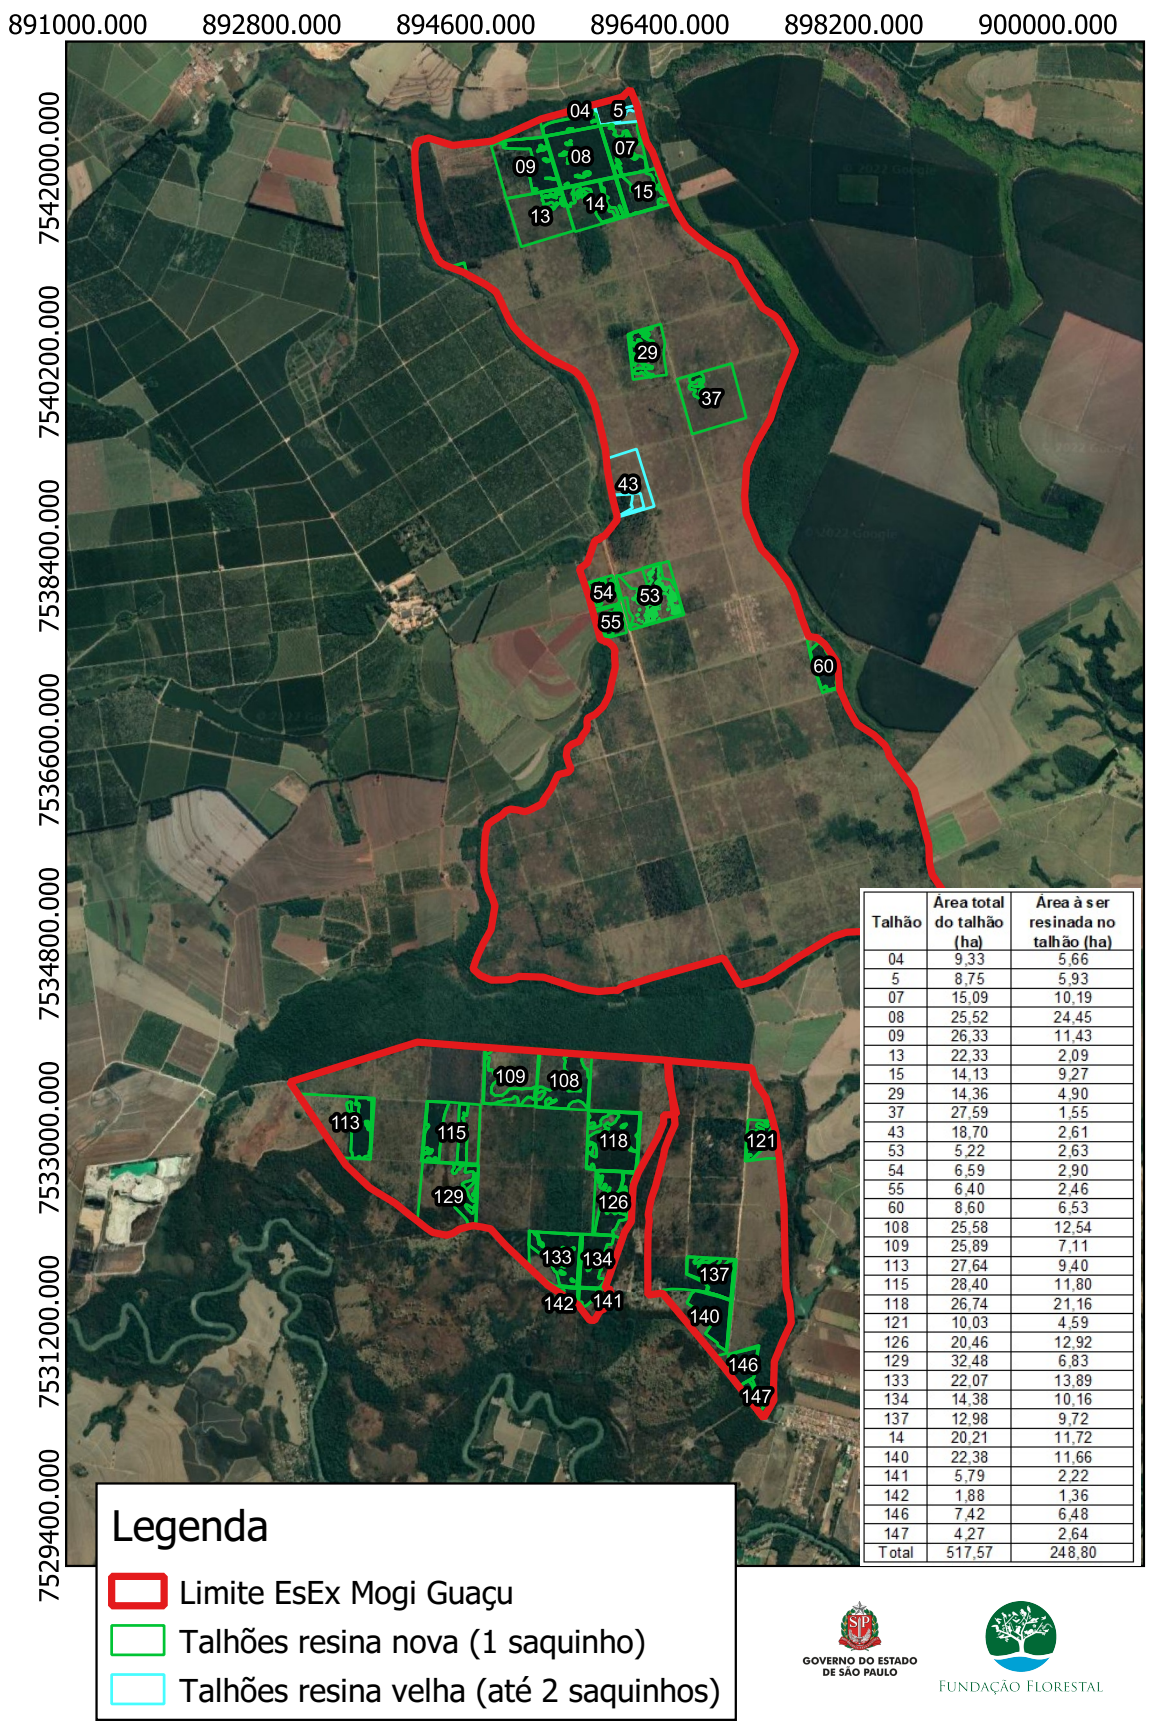 891000.000 892800.000 894600.000 896400.000 898200.000 900000.000
7542000.000
7540200.000
7538400.000
7536600.000
7534800.000
7533000.000
7531200.000
7529400.000
04 5
07
08
09
15
14
13
29
37
43
54 53
55
60
109 108
113
115
118
121
129
126
133 134
137
142 141
140
146
147
Talhão Área total do talhão (ha) Área à ser resinada no talhão (ha)
04 9,33 5,66
5 8,75 5,93
07 15,09 10,19
08 25,52 24,45
09 26,33 11,43
13 22,33 2,09
15 14,13 9,27
29 14,36 4,90
37 27,59 1,55
43 18,70 2,61
53 5,22 2,63
54 6,59 2,90
55 6,40 2,46
60 8,60 6,53
108 25,58 12,54
109 25,89 7,11
113 27,64 9,40
115 28,40 11,80
118 26,74 21,16
121 10,03 4,59
126 20,46 12,92
129 32,48 6,83
133 22,07 13,89
134 14,38 10,16
137 12,98 9,72
14 20,21 11,72
140 22,38 11,66
141 5,79 2,22
142 1,88 1,36
146 7,42 6,48
147 4,27 2,64
Total 517,57 248,80
Legenda
Limite EsEx Mogi Guaçu
Talhões resina nova (1 saquinho)
Talhões resina velha (até 2 saquinhos)
SP
GOVERNO DO ESTADO
DE SÃO PAULO
FUNDAÇÃO FLORESTAL